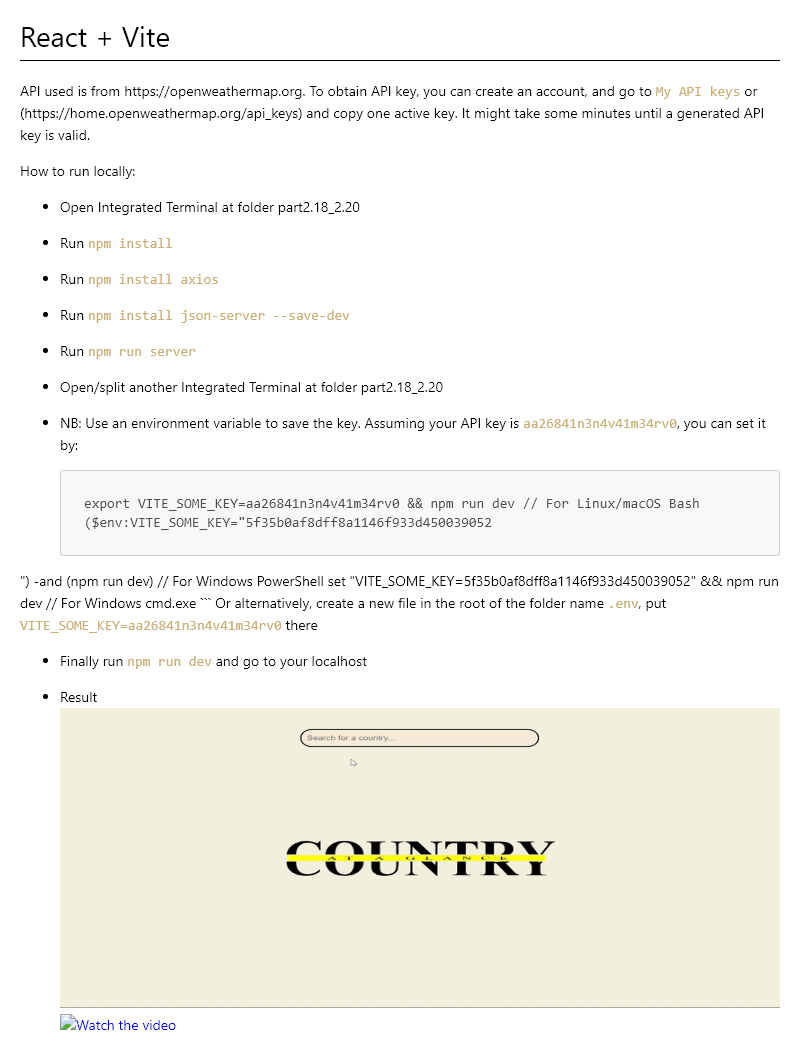 React + Vite
API used is from https://openweathermap.org. To obtain API key, you can create an account, and go to My API keys or
(https://home.openweathermap.org/api_keys) and copy one active key. It might take some minutes until a generated API
key is valid.
How to run locally:
Open Integrated Terminal at folder part2.18_2.20
Run npm install
Run npm install axios
Run npm install json-server --save-dev
Run npm run server
Open/split another Integrated Terminal at folder part2.18_2.20
NB: Use an environment variable to save the key. Assuming your API key is aa26841n3n4v41m34rv0, you can set it
by:
export VITE_SOME_KEY=aa26841n3n4v41m34rv0 && npm run dev // For Linux/macOS Bash
($env:VITE_SOME_KEY="5f35b0af8dff8a1146f933d450039052
") -and (npm run dev) // For Windows PowerShell set "VITE_SOME_KEY=5f35b0af8dff8a1146f933d450039052" && npm run
dev // For Windows cmd.exe ``` Or alternatively, create a new file in the root of the folder name .env, put
VITE_SOME_KEY=aa26841n3n4v41m34rv0 there
Finally run npm run dev and go to your localhost
Result
Search for a country...
COUNTRY
AT A GLANCE
Watch the video